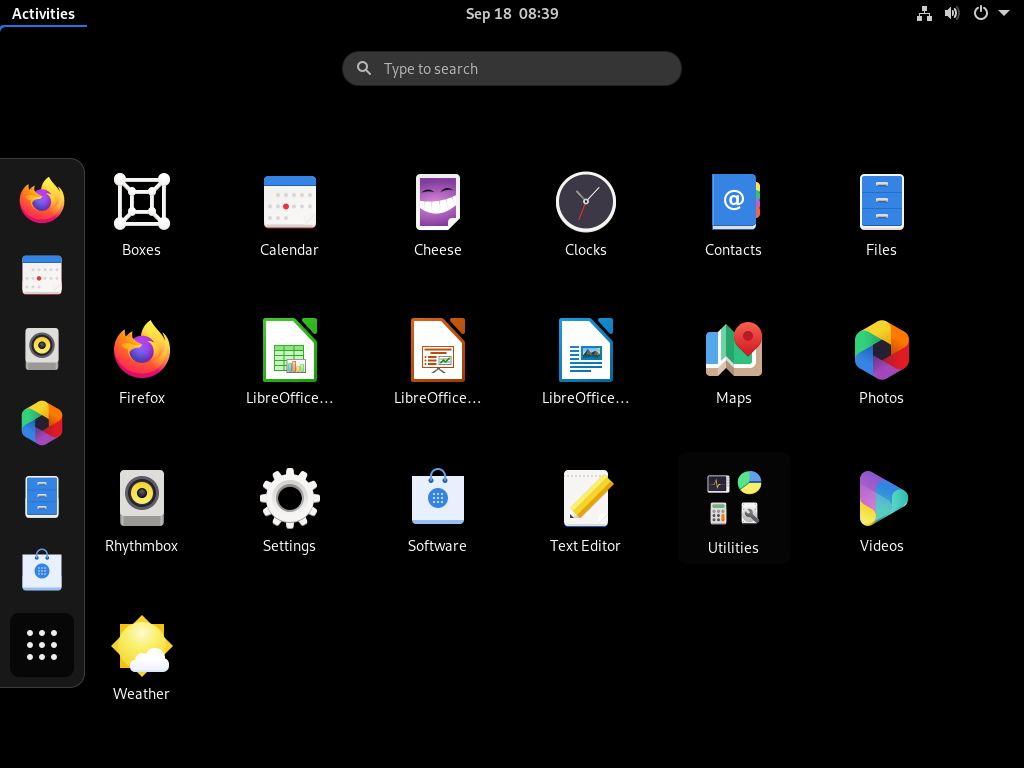 Activities
Sep 18 08:39
Type to search
Boxes
Calendar
Cheese
Clocks
@
Contacts
Files
Firefox
LibreOffice…
LibreOffice…
LibreOffice…
Maps
Photos
Rhythmbox
Settings
Software
Text Editor
Utilities
Videos
Weather